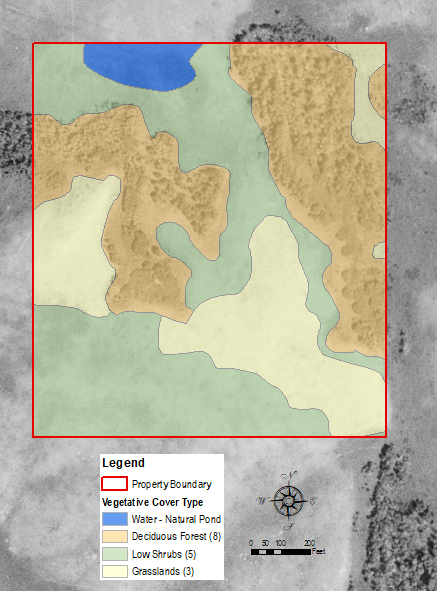 Legend
Property Boundary
Vegetative Cover Type
Water - Natural Pond
Deciduous Forest (8)
Low Shrubs (5)
Grasslands (3)
N
W
E
S
0 50 100 200
Feet